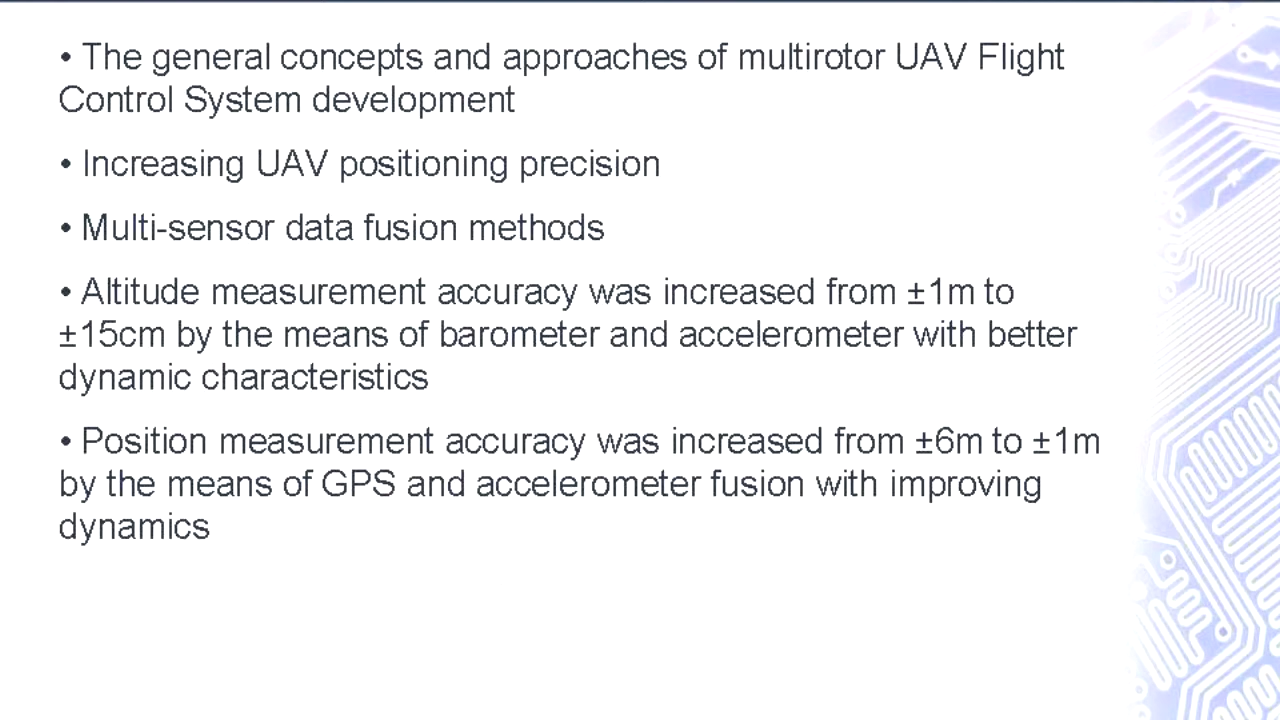 • The general concepts and approaches of multirotor UAV Flight
Control System development
• Increasing UAV positioning precision
• Multi-sensor data fusion methods
• Altitude measurement accuracy was increased from ±1m to
±15cm by the means of barometer and accelerometer with better
dynamic characteristics
• Position measurement accuracy was increased from ±6m to ±1m
by the means of GPS and accelerometer fusion with improving
dynamics